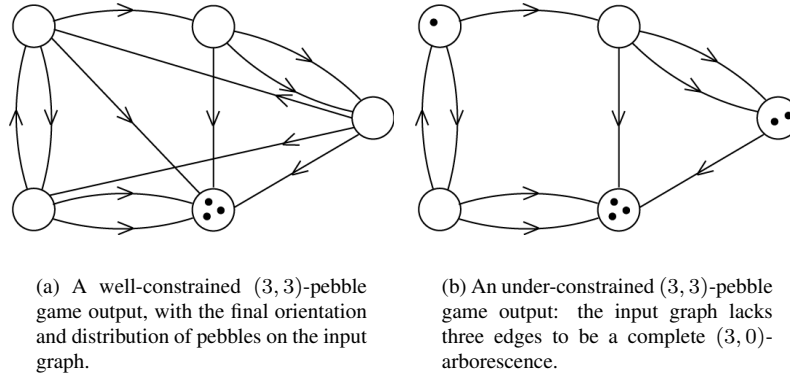 (a) A well-constrained (3, 3)-pebble
game output, with the final orientation
and distribution of pebbles on the input
graph.
(b) An under-constrained (3, 3)-pebble
game output: the input graph lacks
three edges to be a complete (3, 0)-
arborescence.